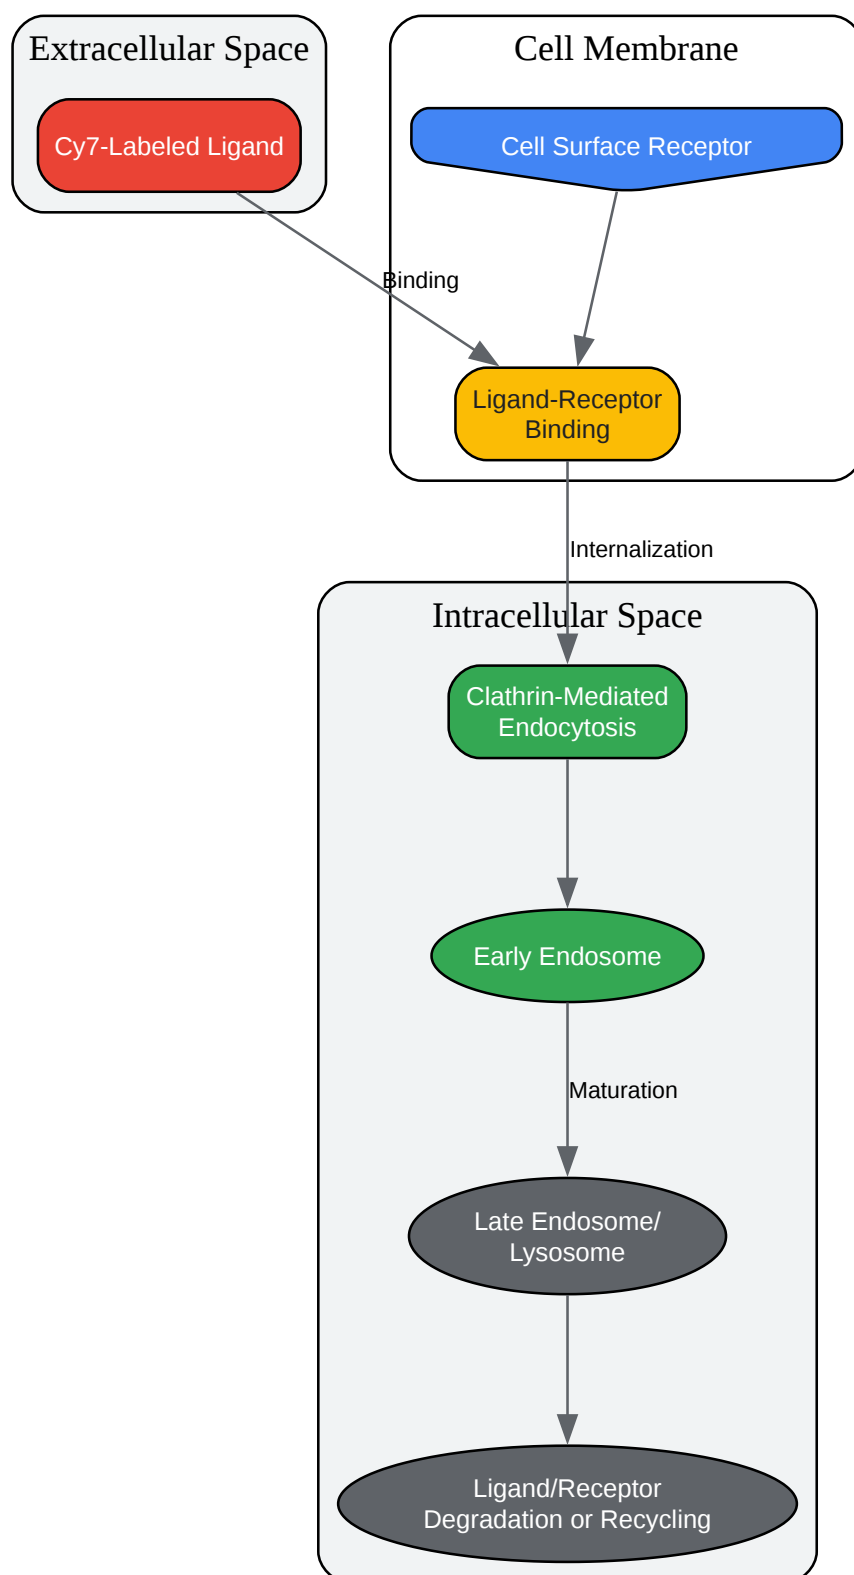 Extracellular Space
Cell Membrane
Cy7-Labeled Ligand
Cell Surface Receptor
Binding
Ligand-Receptor
Binding
Internalization
Intracellular Space
Clathrin-Mediated
Endocytosis
Early Endosome
Maturation
Late Endosome/
Lysosome
Ligand/Receptor
Degradation or Recycling